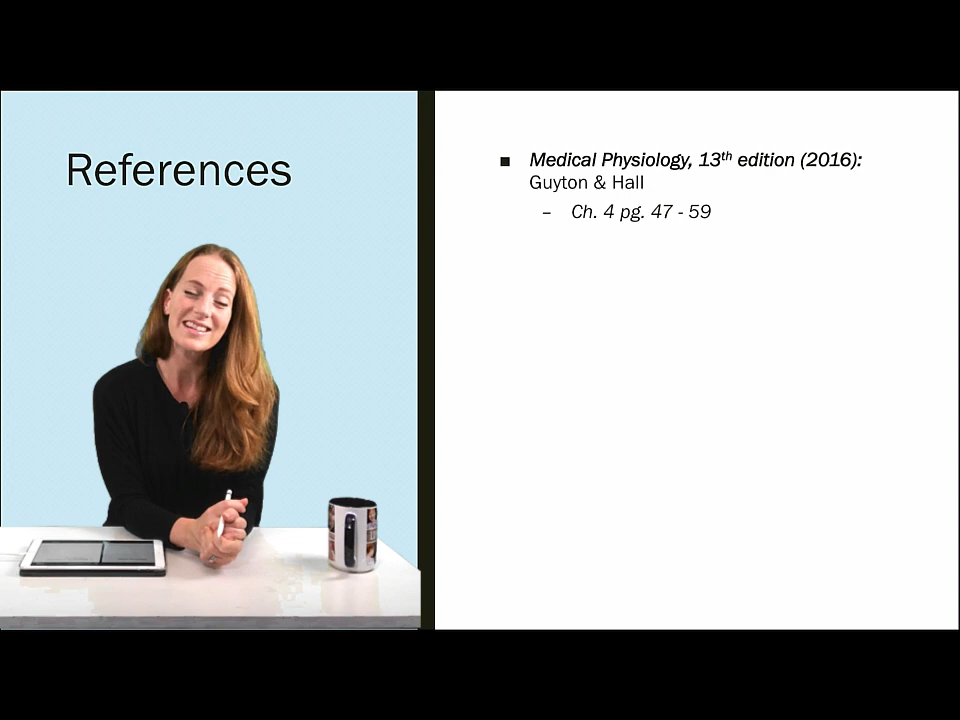 References
■ Medical Physiology, 13th edition (2016):
Guyton & Hall
– Ch. 4 pg. 47 - 59